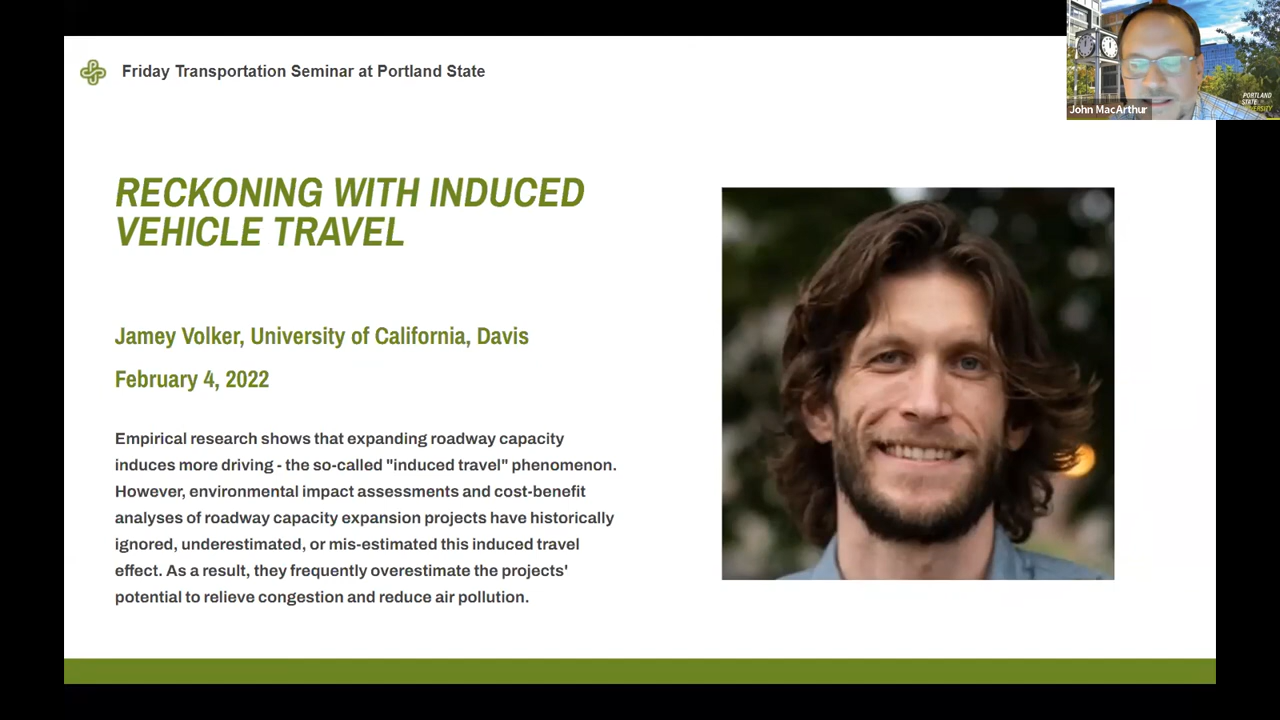 Friday Transportation Seminar at Portland State
RECKONING WITH INDUCED
VEHICLE TRAVEL
Jamey Volker, University of California, Davis
February 4, 2022
Empirical research shows that expanding roadway capacity
induces more driving - the so-called "induced travel" phenomenon.
However, environmental impact assessments and cost-benefit
analyses of roadway capacity expansion projects have historically
ignored, underestimated, or mis-estimated this induced travel
effect. As a result, they frequently overestimate the projects'
potential to relieve congestion and reduce air pollution.
John MacArthur
PORTLAND
STATE
UNIVERSITY